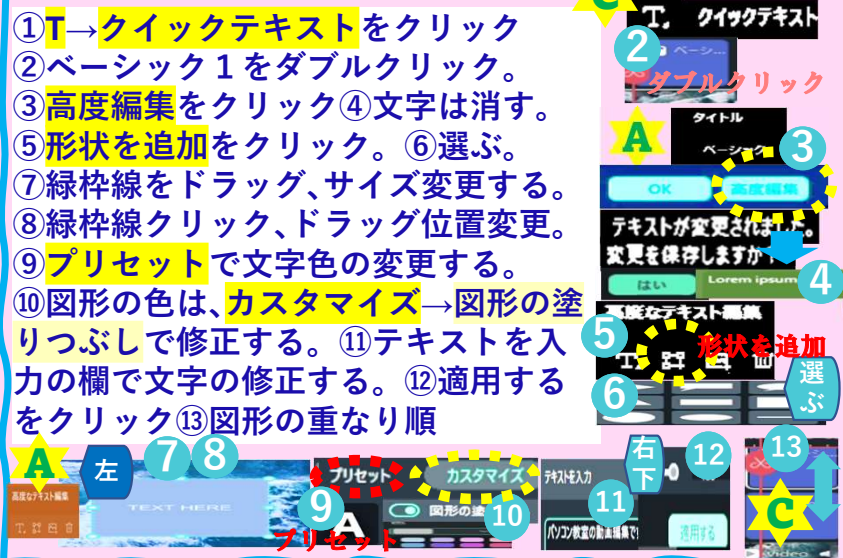 ①T→クイックテキストをクリック
②ベーシック１をダブルクリック。
③高度編集をクリック④文字は消す。
⑤形状を追加をクリック。⑥選ぶ。
⑦緑枠線をドラッグ､サイズ変更する。
⑧緑枠線クリック､ドラッグ位置変更。
⑨プリセットで文字色の変更する。
⑩図形の色は､カスタマイズ→図形の塗
りつぶしで修正する。⑪テキストを入
力の欄で文字の修正する。⑫適用する
をクリック⑬図形の重なり順
C
T. クイックテキスト
2
ベーシ...
ダブルクリック
タイトル
A
ベーシック
3
OK 高度編集
テキストが変更されました。
変更を保存しますか?
はい Lorem ipsum
4
高度なテキスト編集
5
形状を追加
6
選ぶ
A
左
7 8
高度なテキスト編集
TEXT HERE
プリセット カスタマイズ
9
A
図形の塗
10
プリセット
テキストを入力
右下
12
11
パソコン教室の動画編集で
適用する
13
C
Video